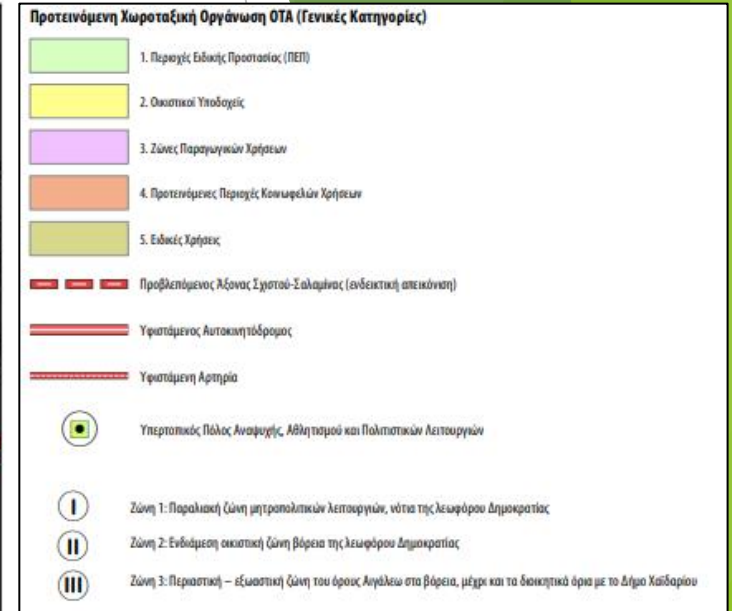 Προτεινόμενη Χωροταξική Οργάνωση ΟΤΑ (Γενικές Κατηγορίες)
1. Περιοχές Ειδικής Προστασίας (ΠΕΠ)
2. Οικιστικοί Υποδοχείς
3. Ζώνες Παραγωγικών Χρήσεων
4. Προτεινόμενες Περιοχές Κοινωφελών Χρήσεων
5. Ειδικές Χρήσεις
Προβλεπόμενος Άξονας Σχιστού-Σαλαμίνας (ενδεικτική απεικόνιση)
Υφιστάμενος Αυτοκινητόδρομος
Υφιστάμενη Αρτηρία
Υπερτοπικός Πόλος Αναψυχής, Αθλητισμού και Πολιτιστικών Λειτουργιών
I Ζώνη 1: Παραλιακή ζώνη μητροπολιτικών λειτουργιών, νότια της λεωφόρου Δημοκρατίας
II Ζώνη 2: Ενδιάμεση οικιστική ζώνη βόρεια της λεωφόρου Δημοκρατίας
III Ζώνη 3: Περιαστική – εξωαστική ζώνη του όρους Αιγάλεω στα βόρεια, μέχρι και τα διοικητικά όρια με το Δήμο Χαϊδαρίου